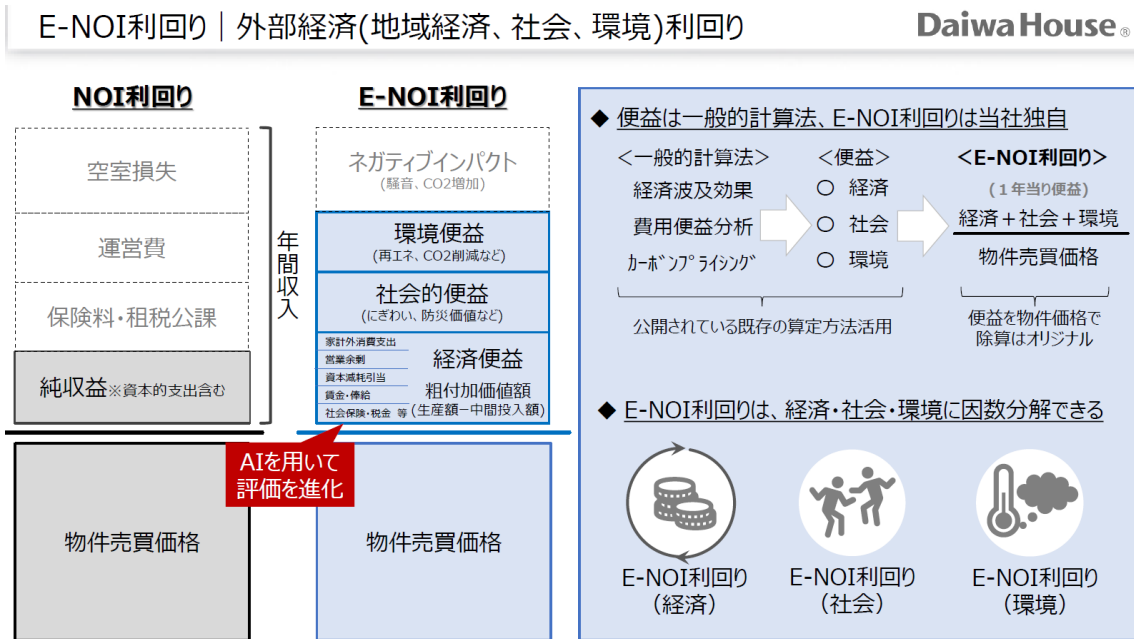 E-NOI利回り｜外部経済(地域経済、社会、環境)利回り
Daiwa House®
NOI利回り
空室損失
運営費
保険料・租税公課
純収益※資本的支出含む
年間収入
物件売買価格
E-NOI利回り
ネガティブインパクト
(騒音、CO2増加)
環境便益
(再エネ、CO2削減など)
社会的便益
(にぎわい、防災価値など)
家計外消費支出
営業余剰
資本減耗引当
賃金・俸給
社会保険・税金 等
経済便益
粗付加価値額
(生産額−中間投入額)
AIを用いて
評価を進化
物件売買価格
◆ 便益は一般的計算法、E-NOI利回りは当社独自
＜一般的計算法＞
経済波及効果
費用便益分析
ｶｰﾎﾞﾝﾌﾟﾗｲｼﾝｸﾞ
＜便益＞
〇 経済
〇 社会
〇 環境
＜E-NOI利回り＞
(１年当り便益)
経済＋社会＋環境
物件売買価格
公開されている既存の算定方法活用
便益を物件価格で
除算はオリジナル
◆ E-NOI利回りは、経済・社会・環境に因数分解できる
E-NOI利回り
(経済)
E-NOI利回り
(社会)
E-NOI利回り
(環境)